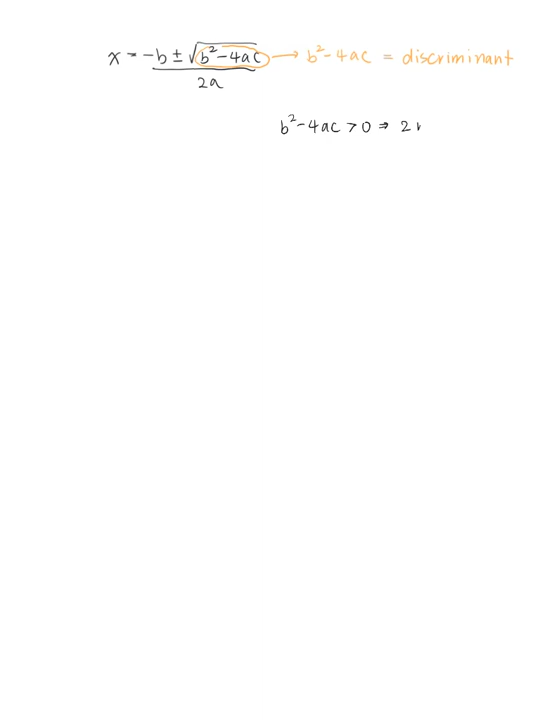 x = -b ± √(b² - 4ac) / 2a → b² - 4ac = discriminant
b² - 4ac > 0 ⇒ 2